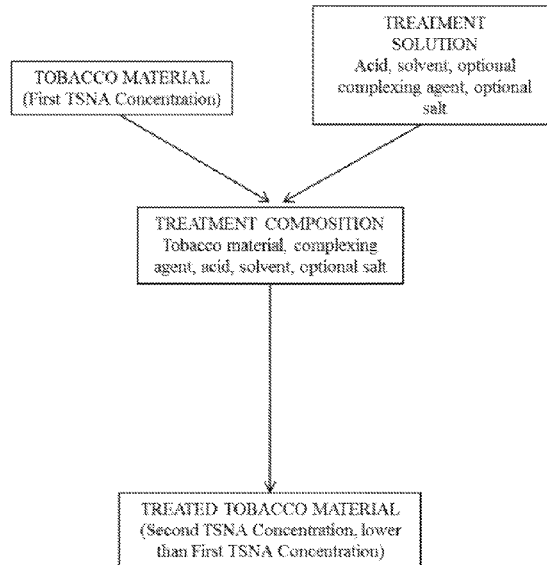 TREATMENT
SOLUTION
Acid, solvent, optional
complexing agent, optional
salt
TOBACCO MATERIAL
(First TSNA Concentration)
TREATMENT COMPOSITION
Tobacco material, complexing
agent, acid, solvent, optional salt
TREATED TOBACCO MATERIAL
(Second TSNA Concentration, lower
than First TSNA Concentration)